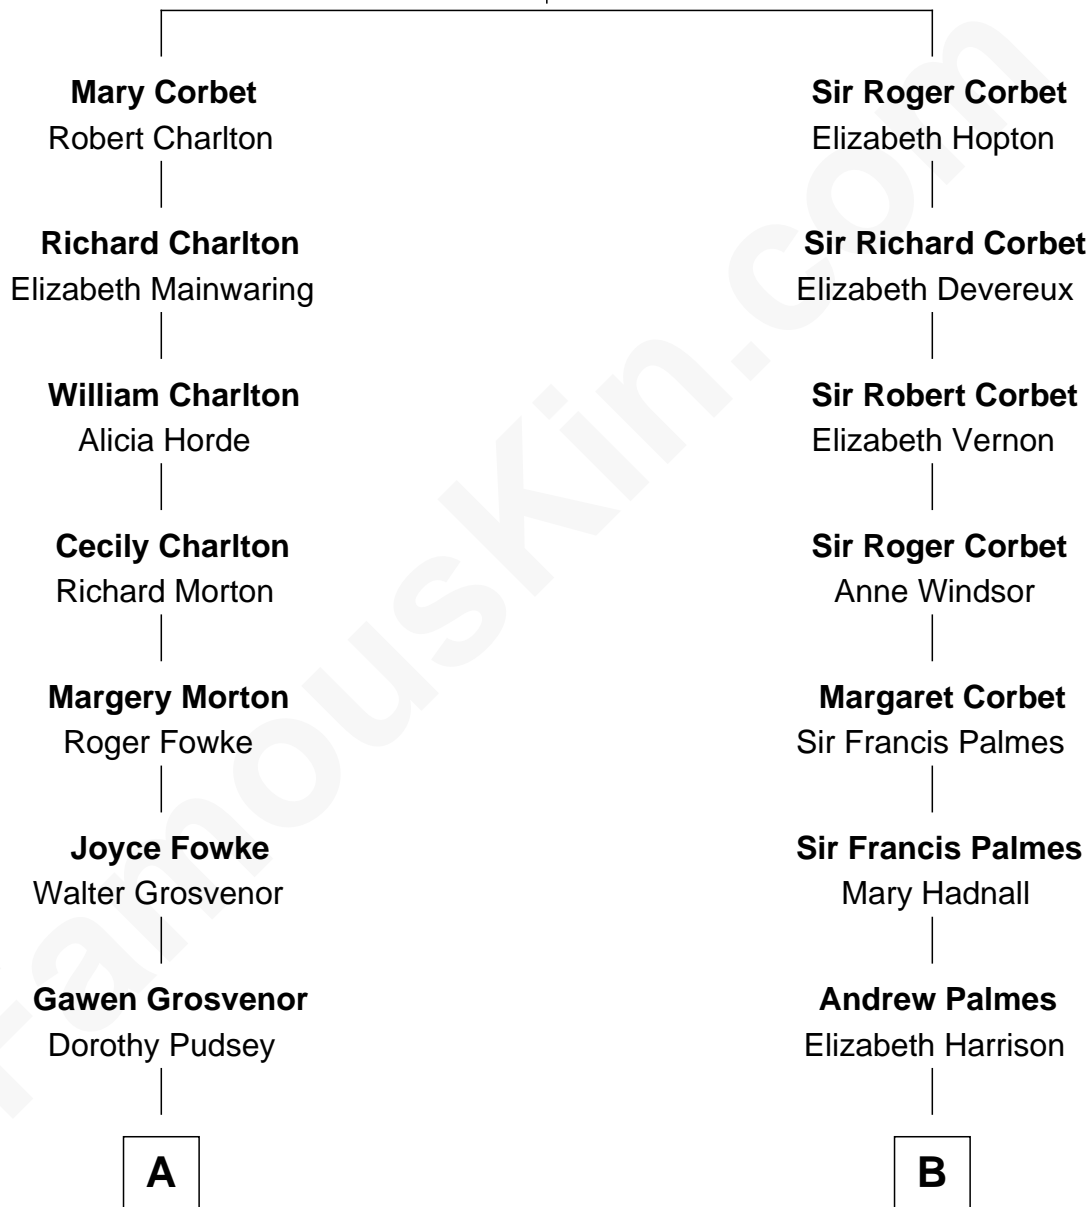 Mary Corbet
Robert Charlton
Richard Charlton
Elizabeth Mainwaring
William Charlton
Alicia Horde
Cecily Charlton
Richard Morton
Margery Morton
Roger Fowke
Joyce Fowke
Walter Grosvenor
Gawen Grosvenor
Dorothy Pudsey
A
Sir Roger Corbet
Elizabeth Hopton
Sir Richard Corbet
Elizabeth Devereux
Sir Robert Corbet
Elizabeth Vernon
Sir Roger Corbet
Anne Windsor
Margaret Corbet
Sir Francis Palmes
Sir Francis Palmes
Mary Hadnall
Andrew Palmes
Elizabeth Harrison
B
FamousKin.com